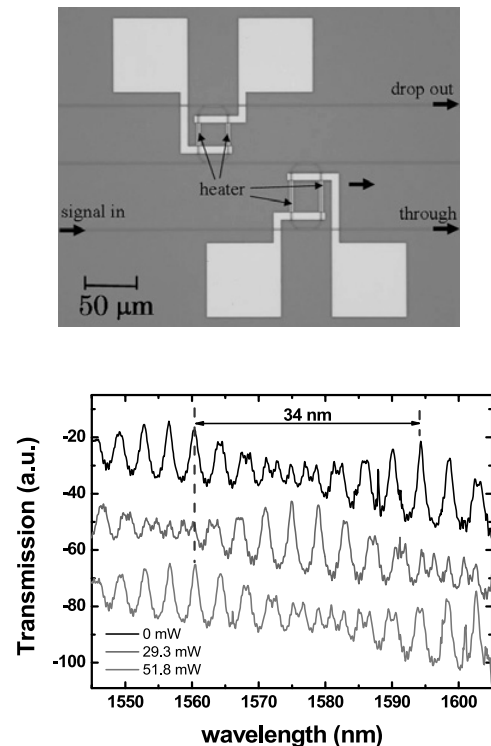 drop out
heater
signal in
through
50 μm
34 nm
-20
-40
-60
-80
-100
Transmission (a.u.)
0 mW
29.3 mW
51.8 mW
1550 1560 1570 1580 1590 1600
wavelength (nm)